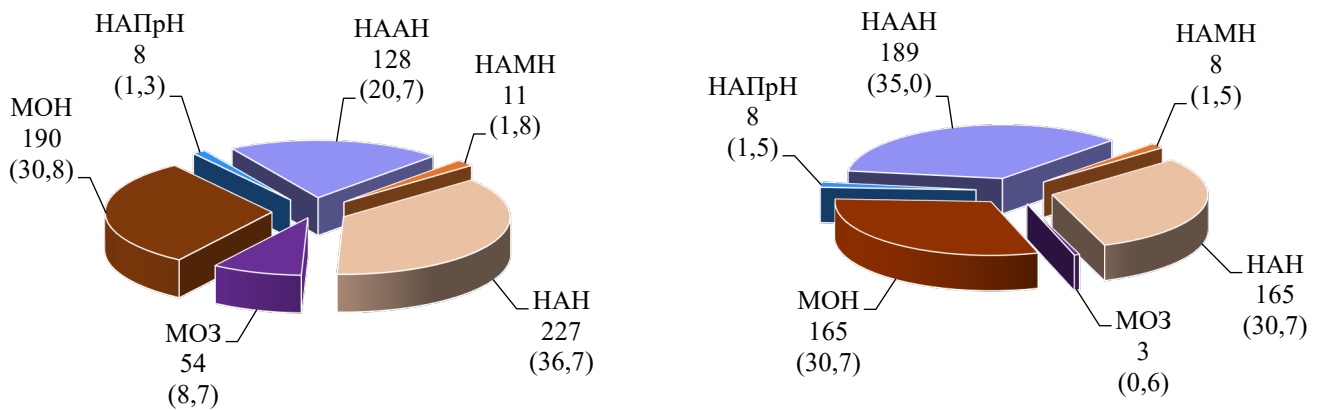 НАПрН
8
(1,3)
НААН
128
(20,7)
НАМН
11
(1,8)
МОН
190
(30,8)
МОЗ
54
(8,7)
НАН
227
(36,7)
НААН
189
(35,0)
НАМН
8
(1,5)
НАПрН
8
(1,5)
МОН
165
(30,7)
МОЗ
3
(0,6)
НАН
165
(30,7)